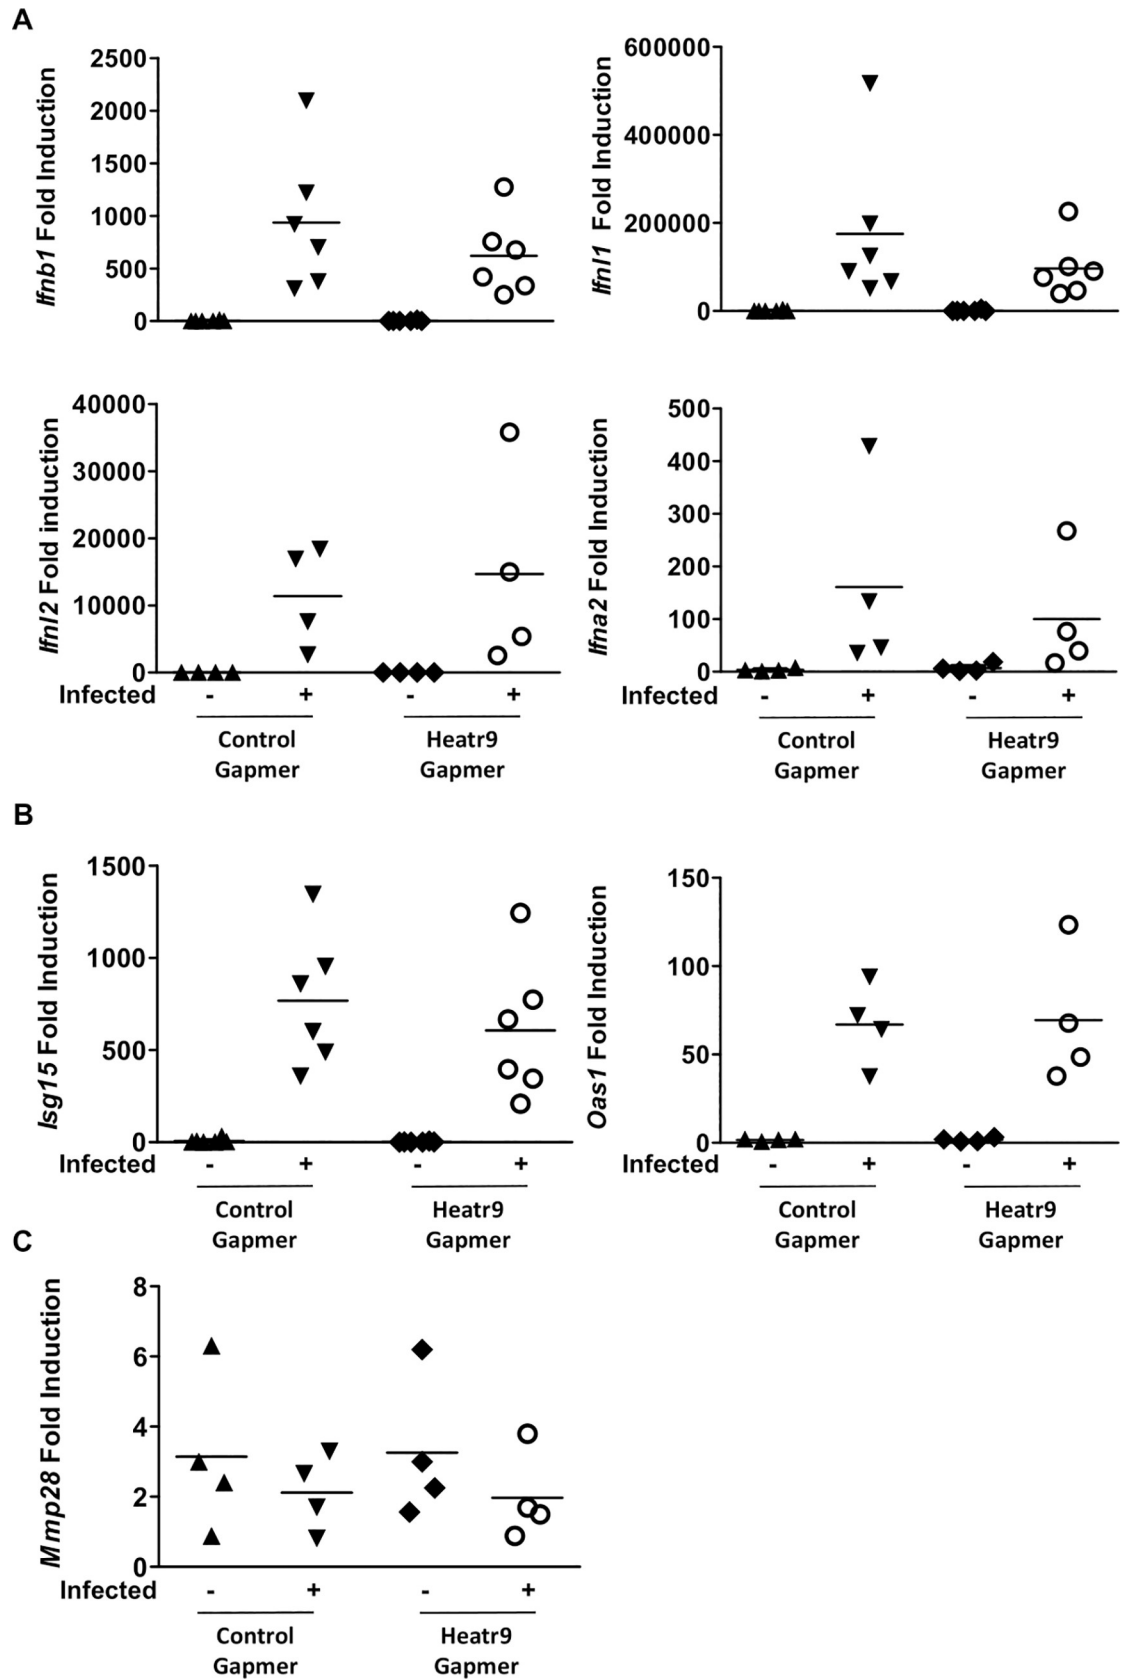 A
Ifnb1 Fold Induction
2500
2000
1500
1000
500
0
Ifnl1 Fold Induction
600000
400000
200000
0
Ifnl2 Fold induction
40000
30000
20000
10000
0
Infected - + - +
Control Gapmer
Heatr9 Gapmer
Ifna2 Fold Induction
500
400
300
200
100
0
Infected - + - +
Control Gapmer
Heatr9 Gapmer
B
Isg15 Fold Induction
1500
1000
500
0
Infected - + - +
Control Gapmer
Heatr9 Gapmer
Oas1 Fold Induction
150
100
50
0
Infected - + - +
Control Gapmer
Heatr9 Gapmer
C
Mmp28 Fold Induction
8
6
4
2
0
Infected - + - +
Control Gapmer
Heatr9 Gapmer